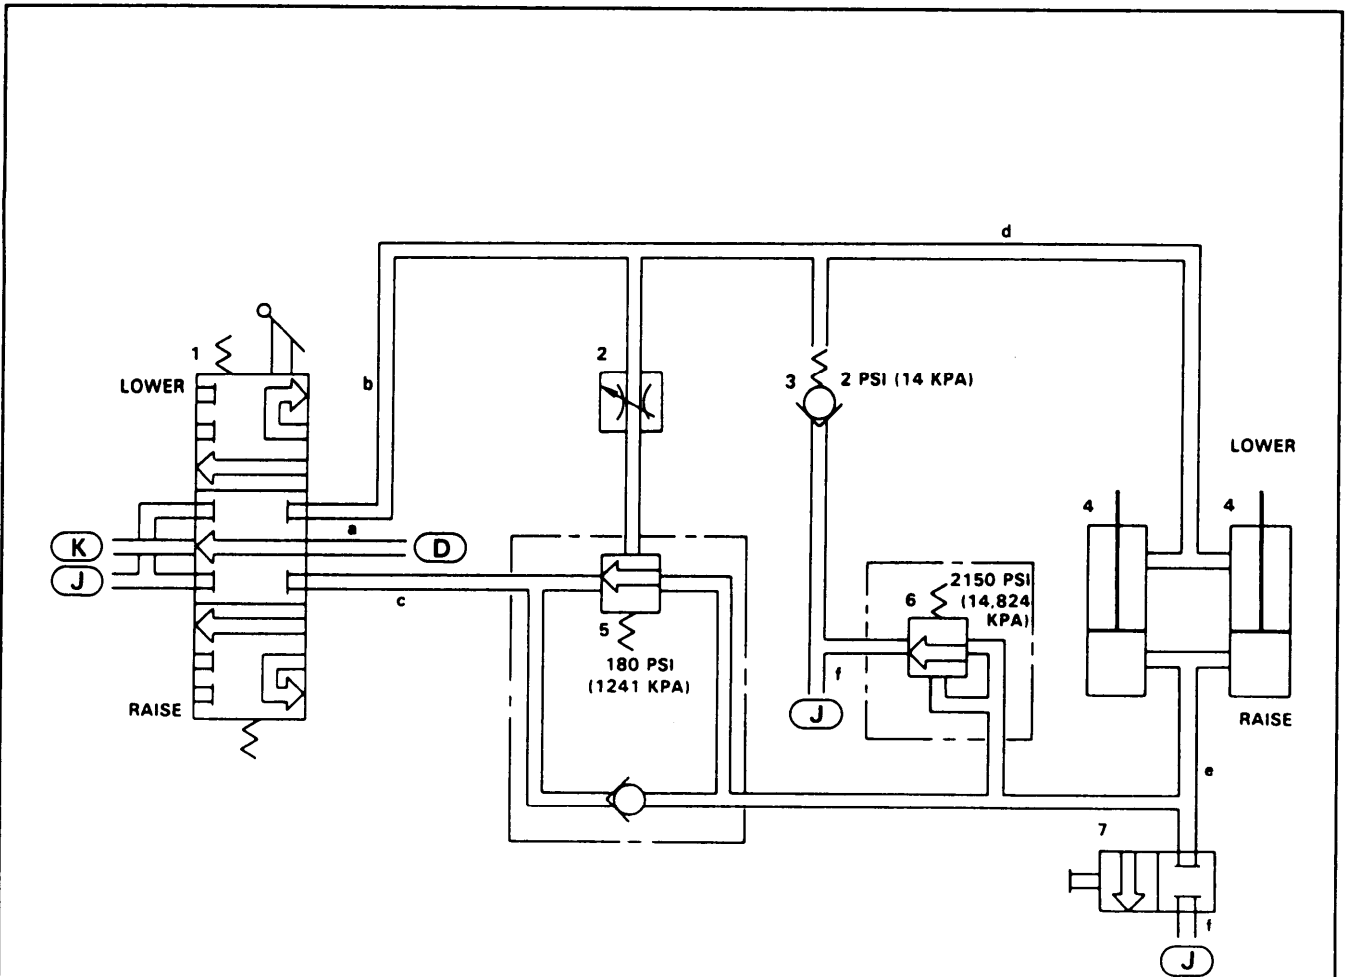 d
1
LOWER
b
2
3
2 PSI (14 KPA)
LOWER
4
4
a
K
D
J
c
5
180 PSI
(1241 KPA)
6
2150 PSI
(14,824
KPA)
f
J
RAISE
RAISE
e
7
f
J